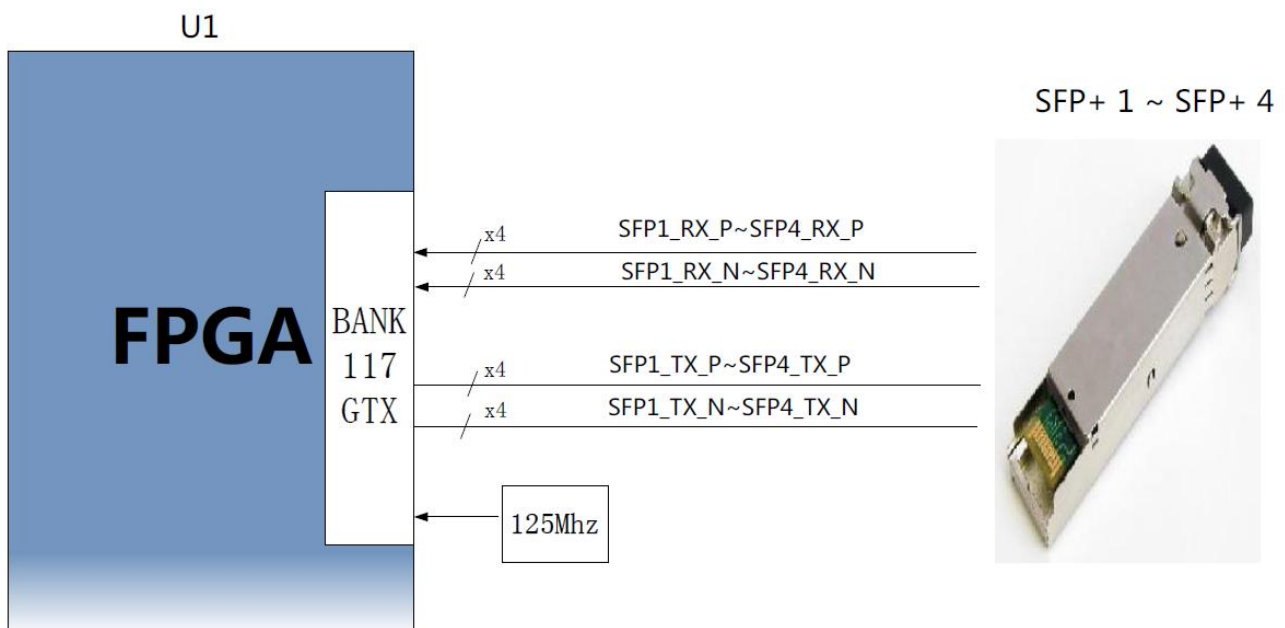 U1
SFP+ 1 ~ SFP+ 4
x4
SFP1_RX_P~SFP4_RX_P
x4
SFP1_RX_N~SFP4_RX_N
FPGA
BANK
117
GTX
x4
SFP1_TX_P~SFP4_TX_P
x4
SFP1_TX_N~SFP4_TX_N
125Mhz